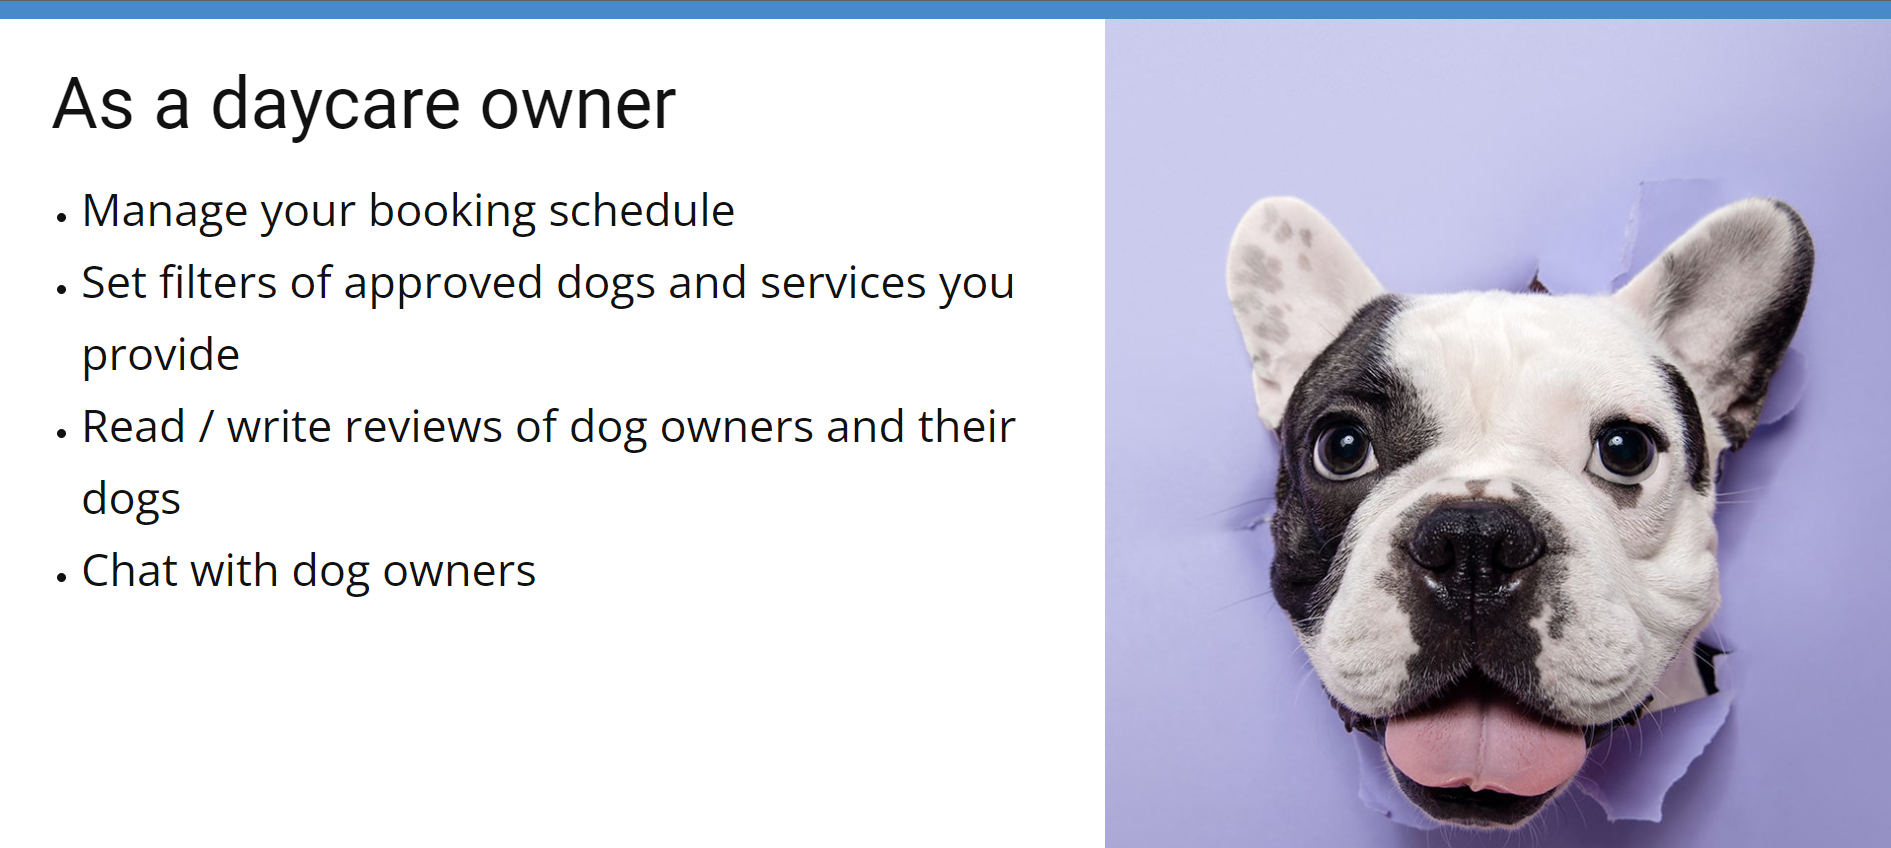 As a daycare owner
• Manage your booking schedule
• Set filters of approved dogs and services you
provide
• Read / write reviews of dog owners and their
dogs
• Chat with dog owners